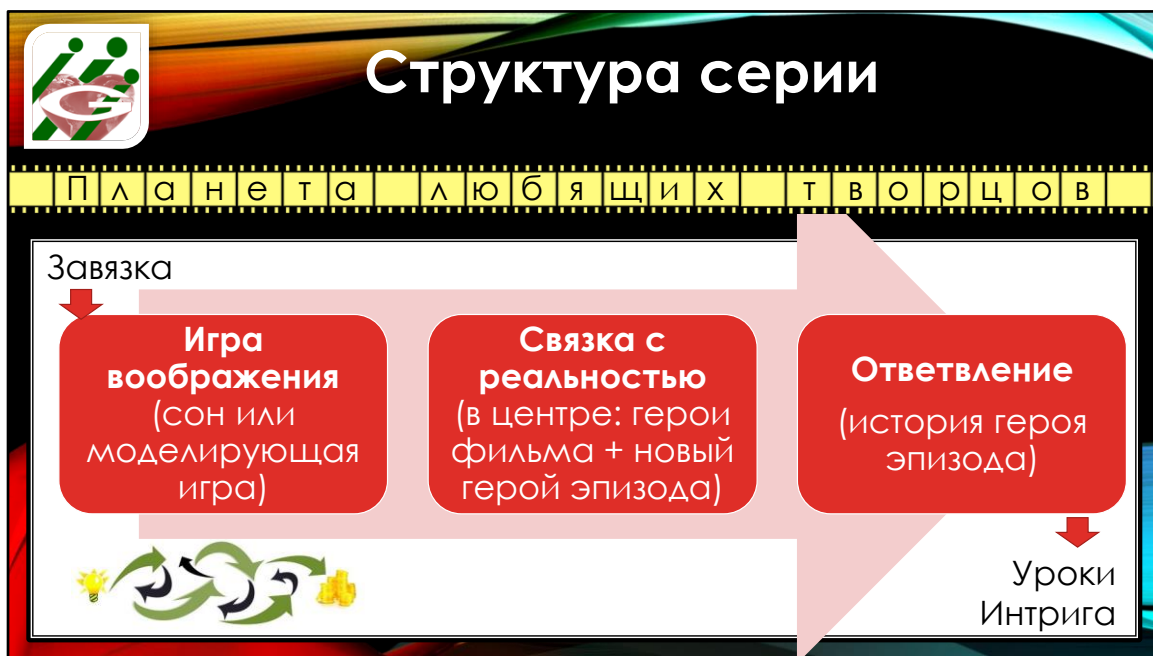 Структура серии
Планета любящих творцов
Завязка
Игра
воображения
(сон или
моделирующая
игра)
Связка с
реальностью
(в центре: герои
фильма + новый
герой эпизода)
Ответвление
(история героя
эпизода)
Уроки
Интрига